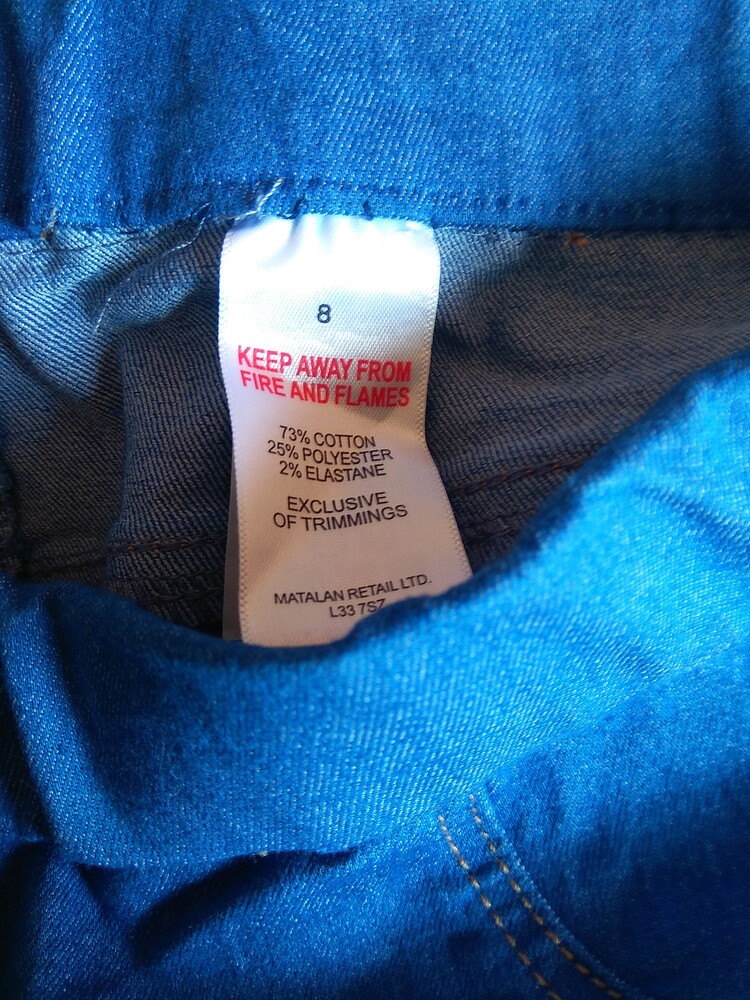 8
KEEP AWAY FROM
FIRE AND FLAMES
73% COTTON
25% POLYESTER
2% ELASTANE
EXCLUSIVE
OF TRIMMINGS
MATALAN RETAIL LTD.
L33 7SZ